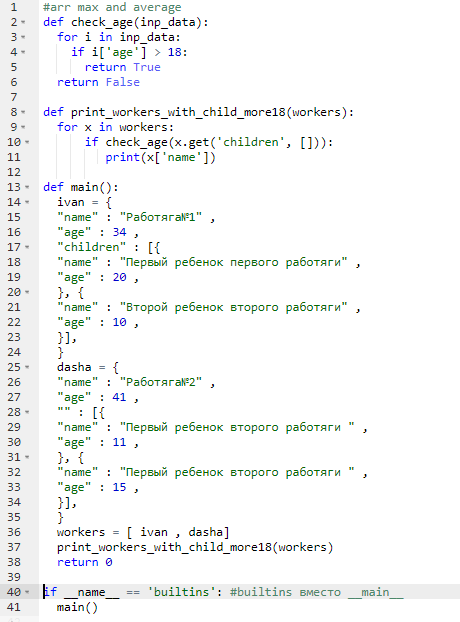 1 #arr max and average
2 def check_age(inp_data):
3   for i in inp_data:
4     if i['age'] > 18:
5       return True
6   return False
7
8 def print_workers_with_child_more18(workers):
9   for x in workers:
10       if check_age(x.get('children', [])):
11          print(x['name'])
12
13 def main():
14   ivan = {
15   "name" : "Работяга№1" ,
16   "age" : 34 ,
17   "children" : [{
18   "name" : "Первый ребенок первого работяги" ,
19   "age" : 20 ,
20   }, {
21   "name" : "Второй ребенок второго работяги" ,
22   "age" : 10 ,
23   }],
24   }
25   dasha = {
26   "name" : "Работяга№2" ,
27   "age" : 41 ,
28   "" : [{
29   "name" : "Первый ребенок второго работяги " ,
30   "age" : 11 ,
31   }, {
32   "name" : "Первый ребенок второго работяги " ,
33   "age" : 15 ,
34   }],
35   }
36   workers = [ ivan , dasha]
37   print_workers_with_child_more18(workers)
38   return 0
39
40 if __name__ == 'builtins': #builtins вместо __main__
41   main()